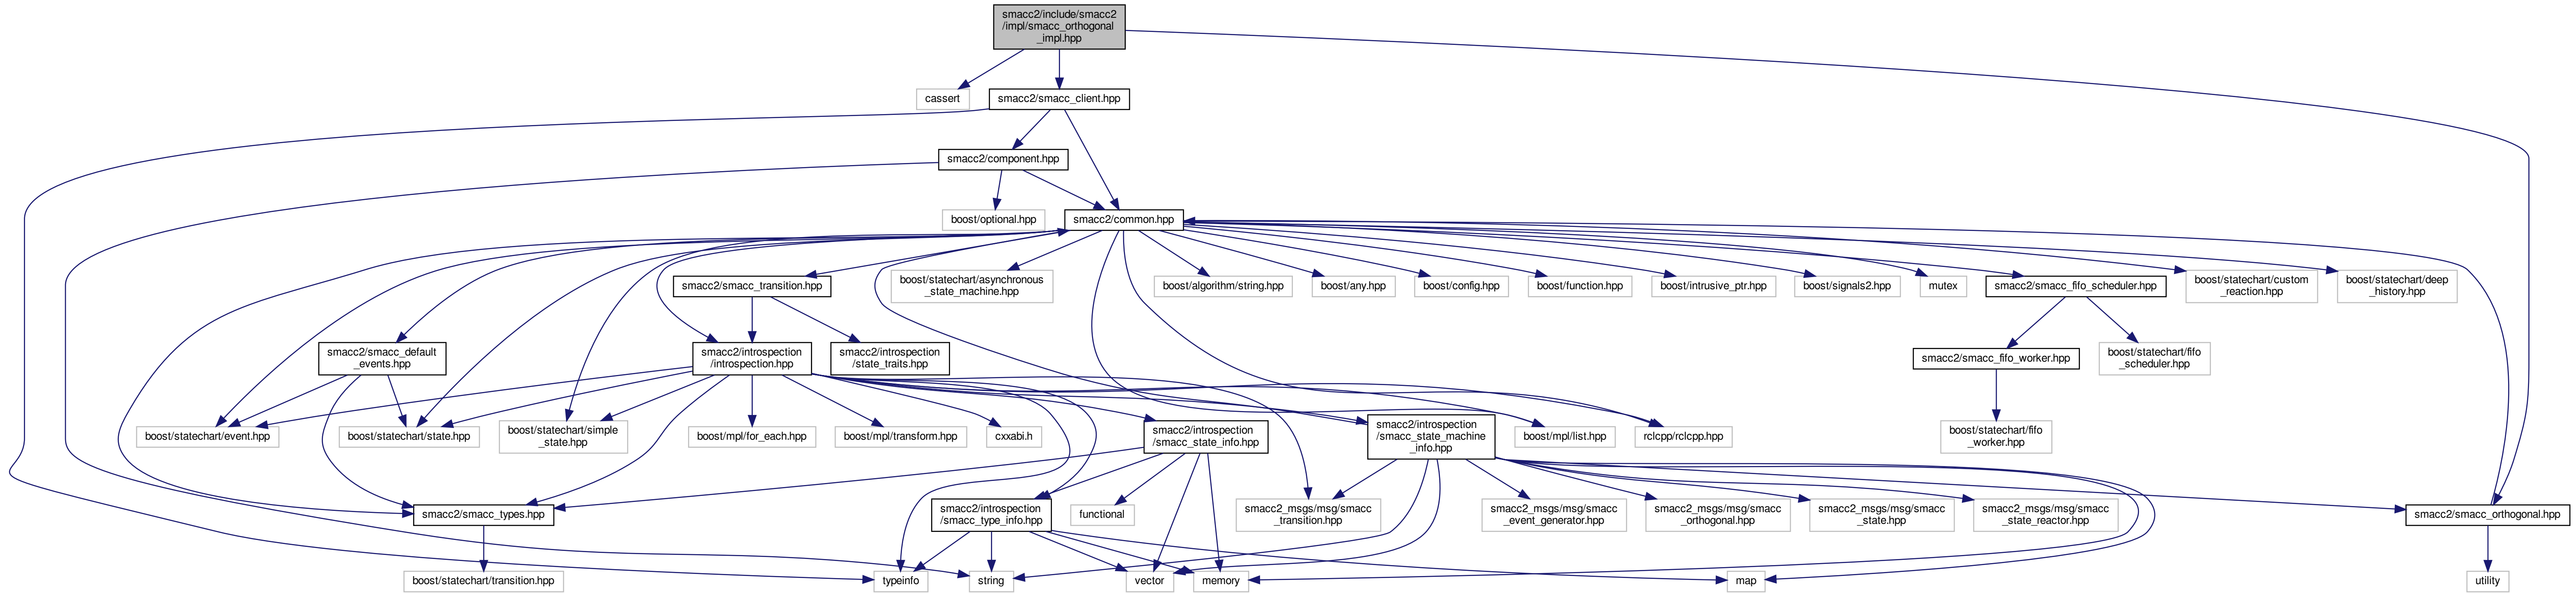 smacc2/include/smacc2
/impl/smacc_orthogonal
_impl.hpp
cassert
smacc2/smacc_client.hpp
smacc2/component.hpp
boost/optional.hpp
smacc2/common.hpp
smacc2/smacc_transition.hpp
boost/statechart/asynchronous
_state_machine.hpp
boost/algorithm/string.hpp
boost/any.hpp
boost/config.hpp
boost/function.hpp
boost/intrusive_ptr.hpp
boost/signals2.hpp
mutex
smacc2/smacc_fifo_scheduler.hpp
boost/statechart/custom
_reaction.hpp
boost/statechart/deep
_history.hpp
smacc2/smacc_default
_events.hpp
smacc2/introspection
/introspection.hpp
smacc2/introspection
/state_traits.hpp
smacc2/smacc_fifo_worker.hpp
boost/statechart/fifo
_scheduler.hpp
boost/statechart/event.hpp
boost/statechart/state.hpp
boost/statechart/simple
_state.hpp
boost/mpl/for_each.hpp
boost/mpl/transform.hpp
cxxabi.h
smacc2/introspection
/smacc_state_info.hpp
smacc2/introspection
/smacc_state_machine
_info.hpp
boost/mpl/list.hpp
rclcpp/rclcpp.hpp
boost/statechart/fifo
_worker.hpp
smacc2/smacc_types.hpp
smacc2/introspection
/smacc_type_info.hpp
functional
smacc2_msgs/msg/smacc
_transition.hpp
smacc2_msgs/msg/smacc
_event_generator.hpp
smacc2_msgs/msg/smacc
_orthogonal.hpp
smacc2_msgs/msg/smacc
_state.hpp
smacc2_msgs/msg/smacc
_state_reactor.hpp
smacc2/smacc_orthogonal.hpp
boost/statechart/transition.hpp
typeinfo
string
vector
memory
map
utility